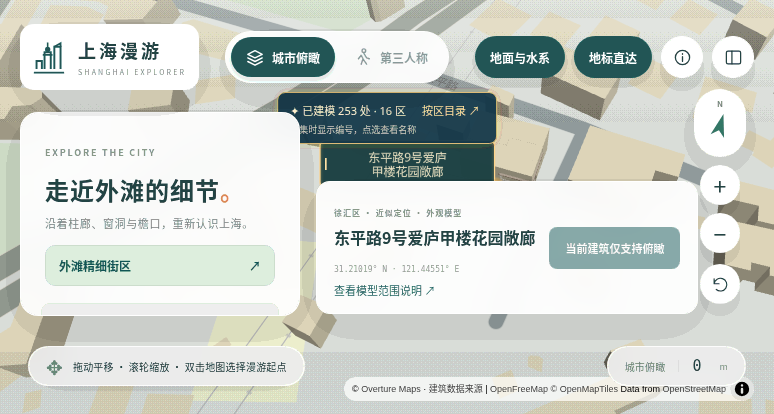 上海漫游
SHANGHAI EXPLORER
城市俯瞰
第三人称
地面与水系
地标直达
N
✦ 已建模 253 处 · 16 区 按区目录 ↗
集时显示编号，点选查看名称
东平路9号爱庐
甲楼花园敞廊
EXPLORE THE CITY
走近外滩的细节。
沿着柱廊、窗洞与檐口，重新认识上海。
外滩精细街区 ↗
徐汇区 · 近似定位 · 外观模型
东平路9号爱庐甲楼花园敞廊
当前建筑仅支持俯瞰
31.21019° N · 121.44551° E
查看模型范围说明 ↗
拖动平移 · 滚轮缩放 · 双击地图选择漫游起点
城市俯瞰 0 m
© Overture Maps · 建筑数据来源 | OpenFreeMap © OpenMapTiles Data from OpenStreetMap